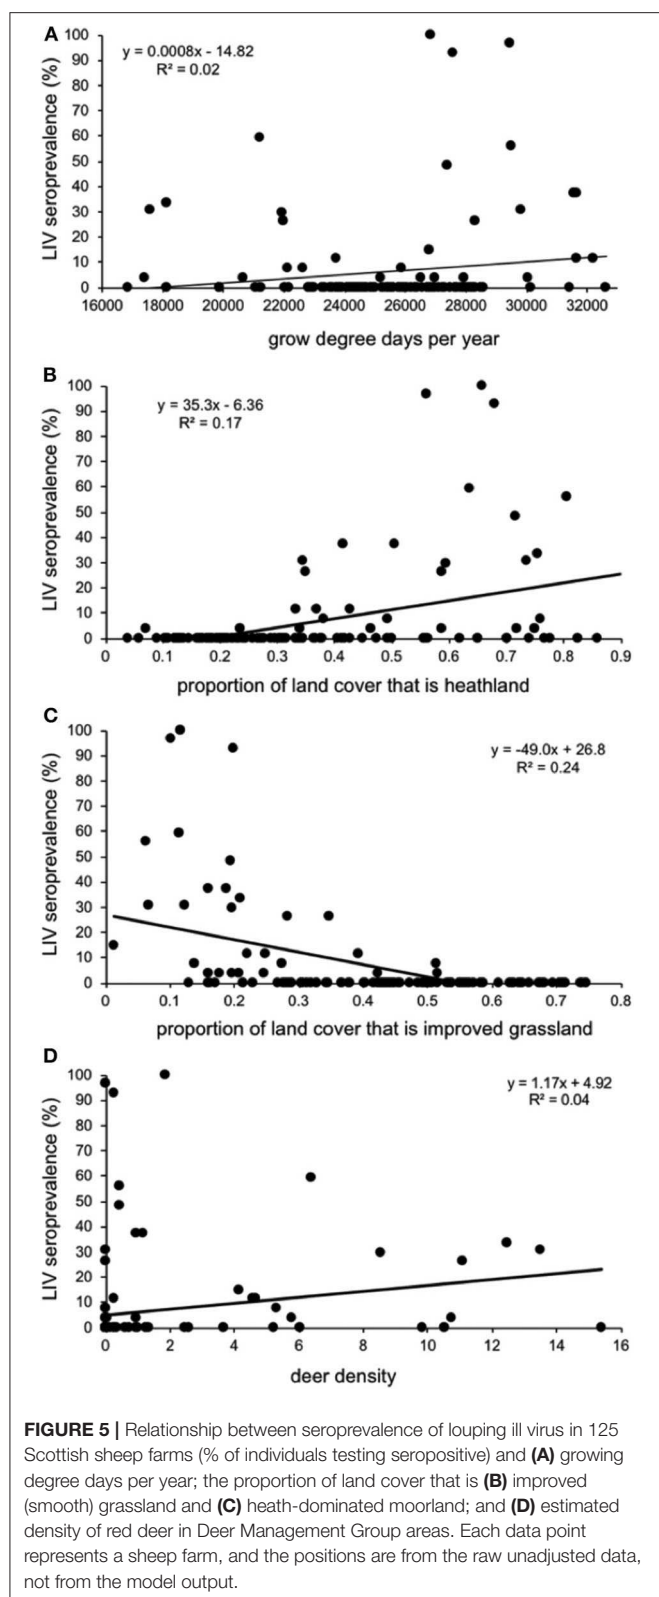 A
y = 0.0008x - 14.82
R² = 0.02
LIV seroprevalence (%)
100
90
80
70
60
50
40
30
20
10
0
16000 18000 20000 22000 24000 26000 28000 30000 32000
grow degree days per year
B
y = 35.3x - 6.36
R² = 0.17
LIV seroprevalence (%)
100
90
80
70
60
50
40
30
20
10
0
0 0.1 0.2 0.3 0.4 0.5 0.6 0.7 0.8 0.9
proportion of land cover that is heathland
C
y = -49.0x + 26.8
R² = 0.24
LIV seroprevalence (%)
100
90
80
70
60
50
40
30
20
10
0
0 0.1 0.2 0.3 0.4 0.5 0.6 0.7 0.8
proportion of land cover that is improved grassland
D
y = 1.17x + 4.92
R² = 0.04
LIV seroprevalence (%)
100
90
80
70
60
50
40
30
20
10
0
0 2 4 6 8 10 12 14 16
deer density
FIGURE 5 | Relationship between seroprevalence of louping ill virus in 125
Scottish sheep farms (% of individuals testing seropositive) and (A) growing
degree days per year; the proportion of land cover that is (B) improved
(smooth) grassland and (C) heath-dominated moorland; and (D) estimated
density of red deer in Deer Management Group areas. Each data point
represents a sheep farm, and the positions are from the raw unadjusted data,
not from the model output.